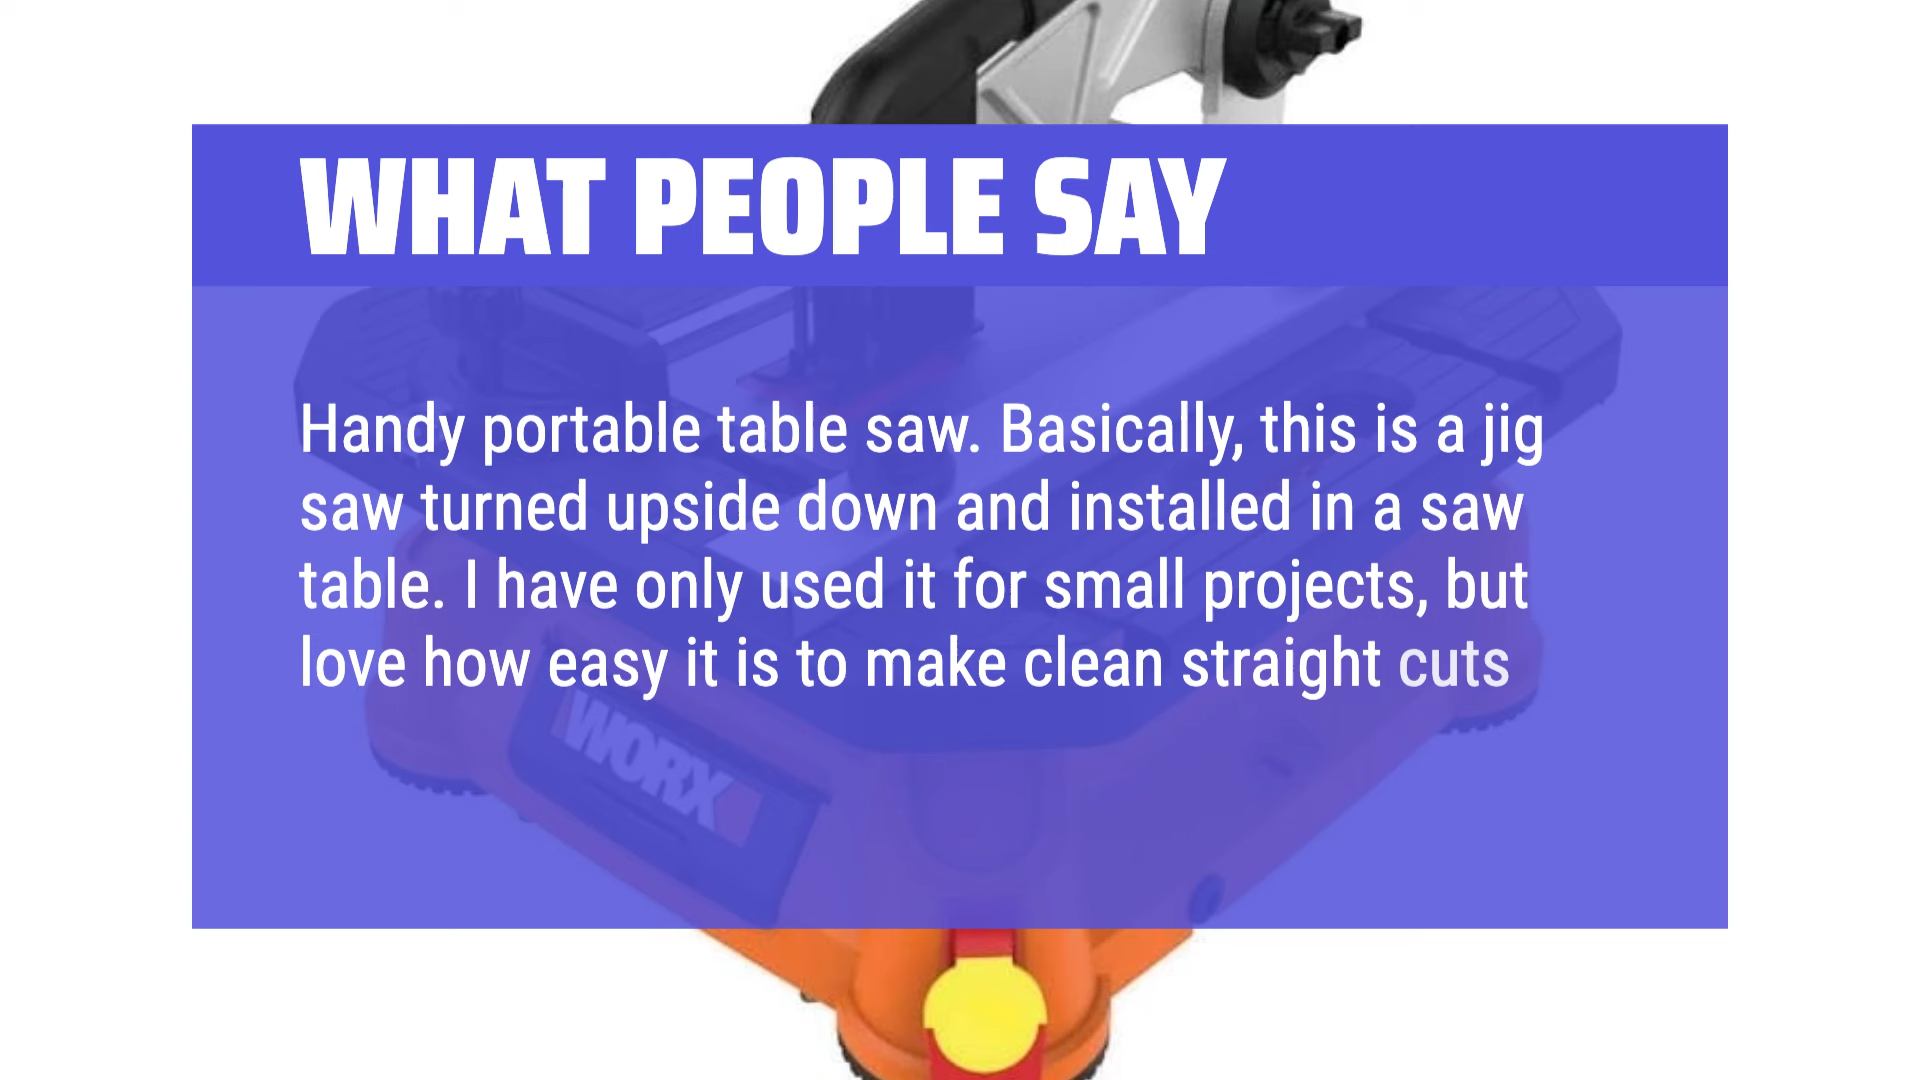 WHAT PEOPLE SAY
Handy portable table saw. Basically, this is a jig
saw turned upside down and installed in a saw
table. I have only used it for small projects, but
love how easy it is to make clean straight cuts
WORX